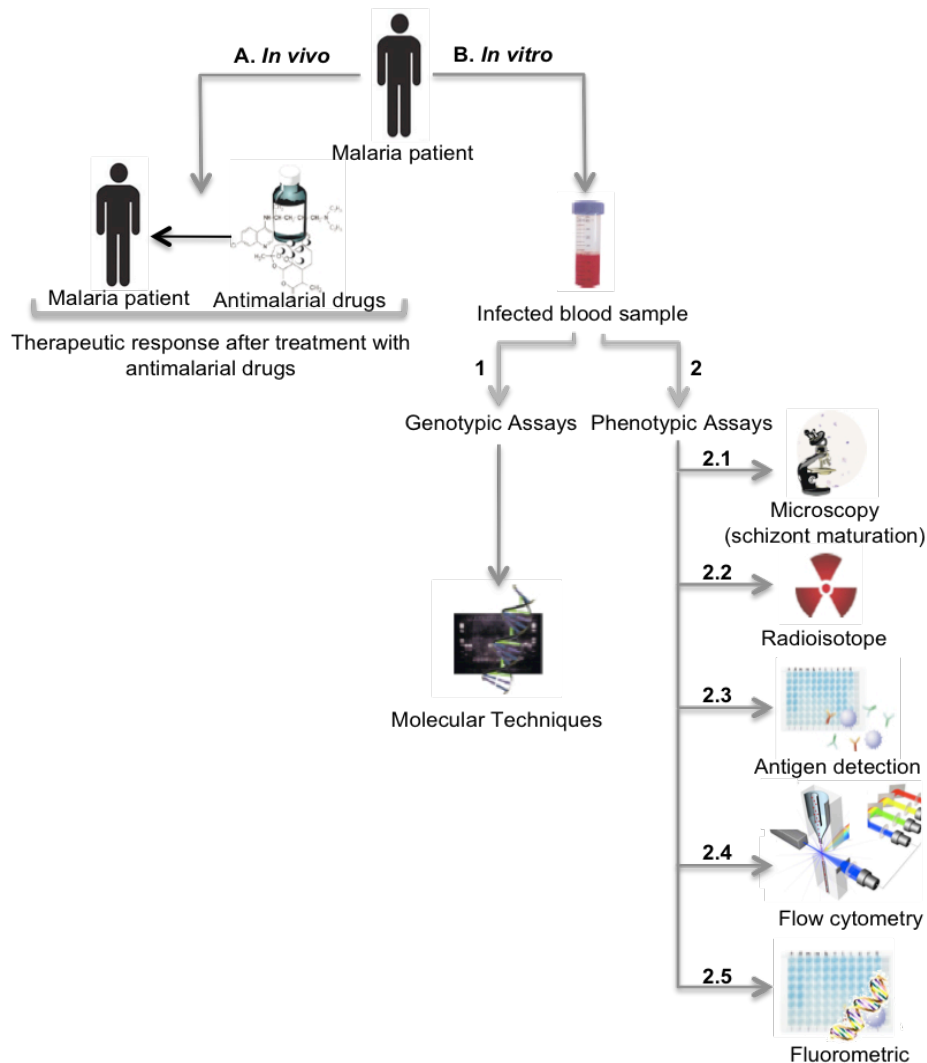 A. In vivo
B. In vitro
Malaria patient
Malaria patient
Antimalarial drugs
Therapeutic response after treatment with
antimalarial drugs
Infected blood sample
1
2
Genotypic Assays
Phenotypic Assays
Molecular Techniques
2.1
Microscopy
(schizont maturation)
2.2
Radioisotope
2.3
Antigen detection
2.4
Flow cytometry
2.5
Fluorometric